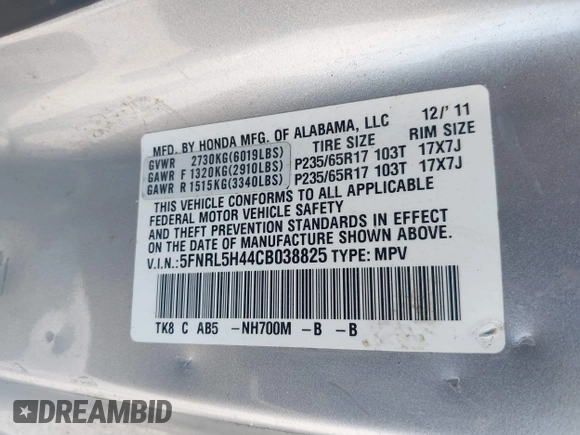 MFD. BY HONDA MFG. OF ALABAMA, LLC 12/'11
TIRE SIZE RIM SIZE
GVWR 2730KG(6019LBS)
GAWR F 1320KG(2910LBS) P235/65R17 103T 17X7J
GAWR R 1515KG(3340LBS) P235/65R17 103T 17X7J
THIS VEHICLE CONFORMS TO ALL APPLICABLE
FEDERAL MOTOR VEHICLE SAFETY
AND THEFT PREVENTION STANDARDS IN EFFECT
ON THE DATE OF MANUFACTURE SHOWN ABOVE.
V.I.N.: 5FNRL5H44CB038825 TYPE: MPV
TK8 C AB5 -NH700M -B -B
DREAMBID